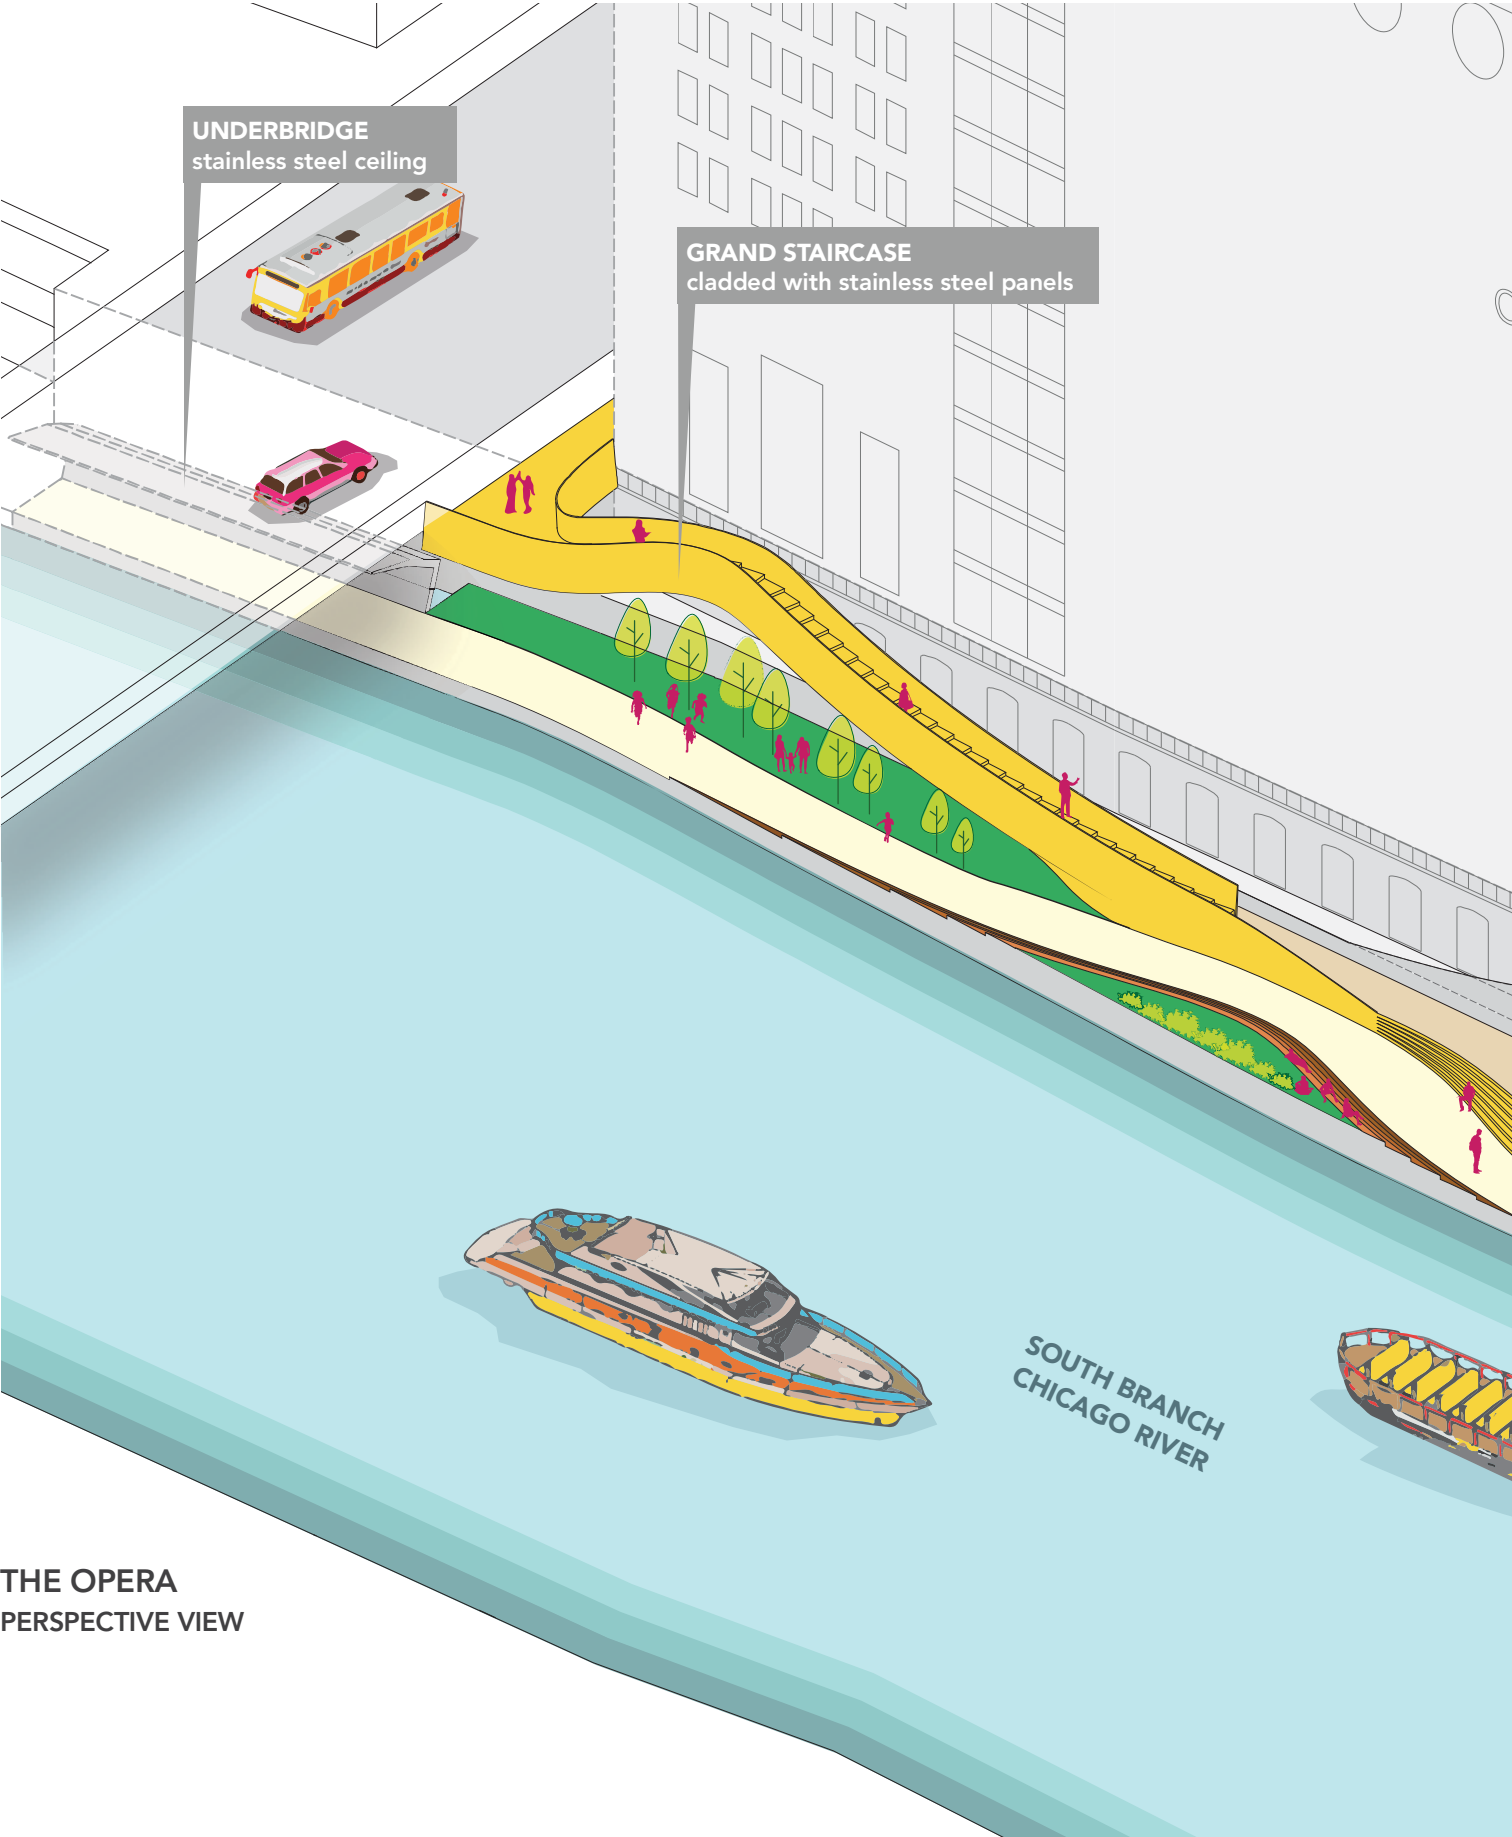 UNDERBRIDGE
stainless steel ceiling
GRAND STAIRCASE
cladded with stainless steel panels
SOUTH BRANCH
CHICAGO RIVER
THE OPERA
PERSPECTIVE VIEW